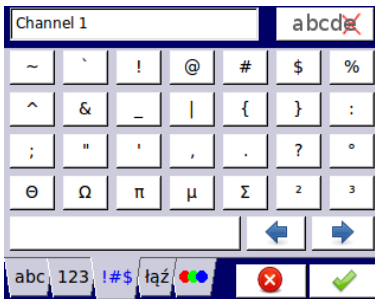 Channel 1 abcde
~ ` ! @ # $ %
^ & _ | { } :
; " ' , . ? °
Θ Ω π µ Σ ² ³
abc 123 !#$ łąź